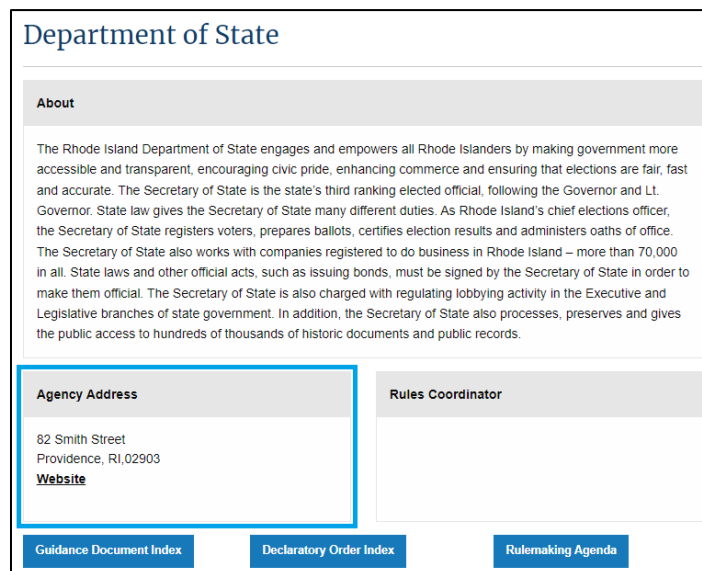 Department of State
About
The Rhode Island Department of State engages and empowers all Rhode Islanders by making government more
accessible and transparent, encouraging civic pride, enhancing commerce and ensuring that elections are fair, fast
and accurate. The Secretary of State is the state's third ranking elected official, following the Governor and Lt.
Governor. State law gives the Secretary of State many different duties. As Rhode Island's chief elections officer,
the Secretary of State registers voters, prepares ballots, certifies election results and administers oaths of office.
The Secretary of State also works with companies registered to do business in Rhode Island – more than 70,000
in all. State laws and other official acts, such as issuing bonds, must be signed by the Secretary of State in order to
make them official. The Secretary of State is also charged with regulating lobbying activity in the Executive and
Legislative branches of state government. In addition, the Secretary of State also processes, preserves and gives
the public access to hundreds of thousands of historic documents and public records.
Agency Address
82 Smith Street
Providence, RI,02903
Website
Rules Coordinator
Guidance Document Index
Declaratory Order Index
Rulemaking Agenda